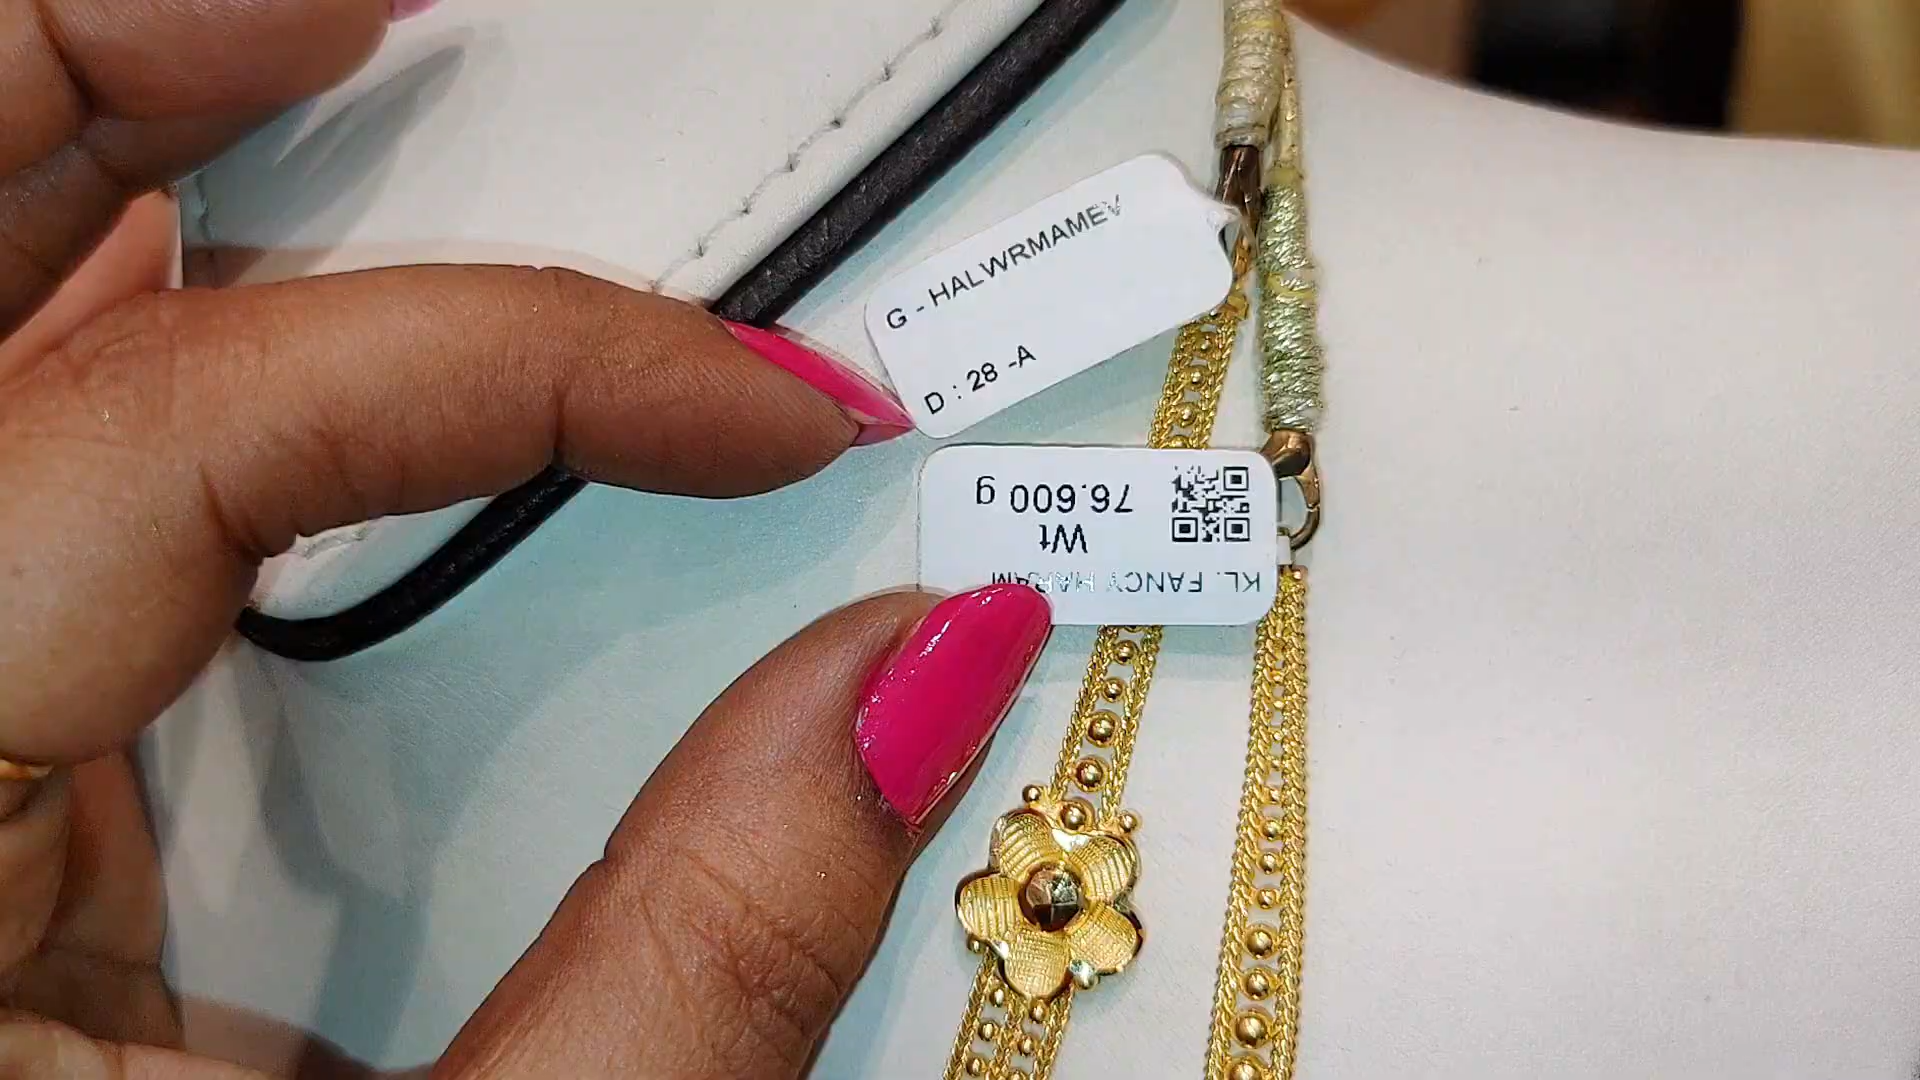 G - HALWRMAMEV
D : 28 -A
KL. FANCY HARAM
Wt
76.600 g